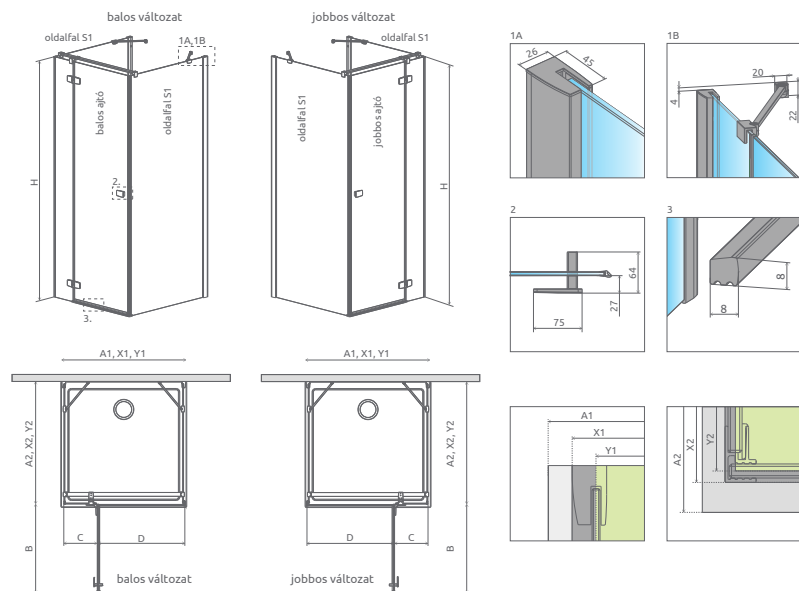 balos változat
jobbos változat
oldalfal S1
1A,1B
oldalfal S1
H
balos ajtó
oldalfal S1
2.
3.
oldalfal S1
jobbos ajtó
H
1A
26
45
1B
20
4
22
2
64
27
75
3
8
8
A1, X1, Y1
A2, X2, Y2
B
C
D
balos változat
A1, X1, Y1
A2, X2, Y2
B
D
C
jobbos változat
A1
X1
Y1
A2
X2
Y2